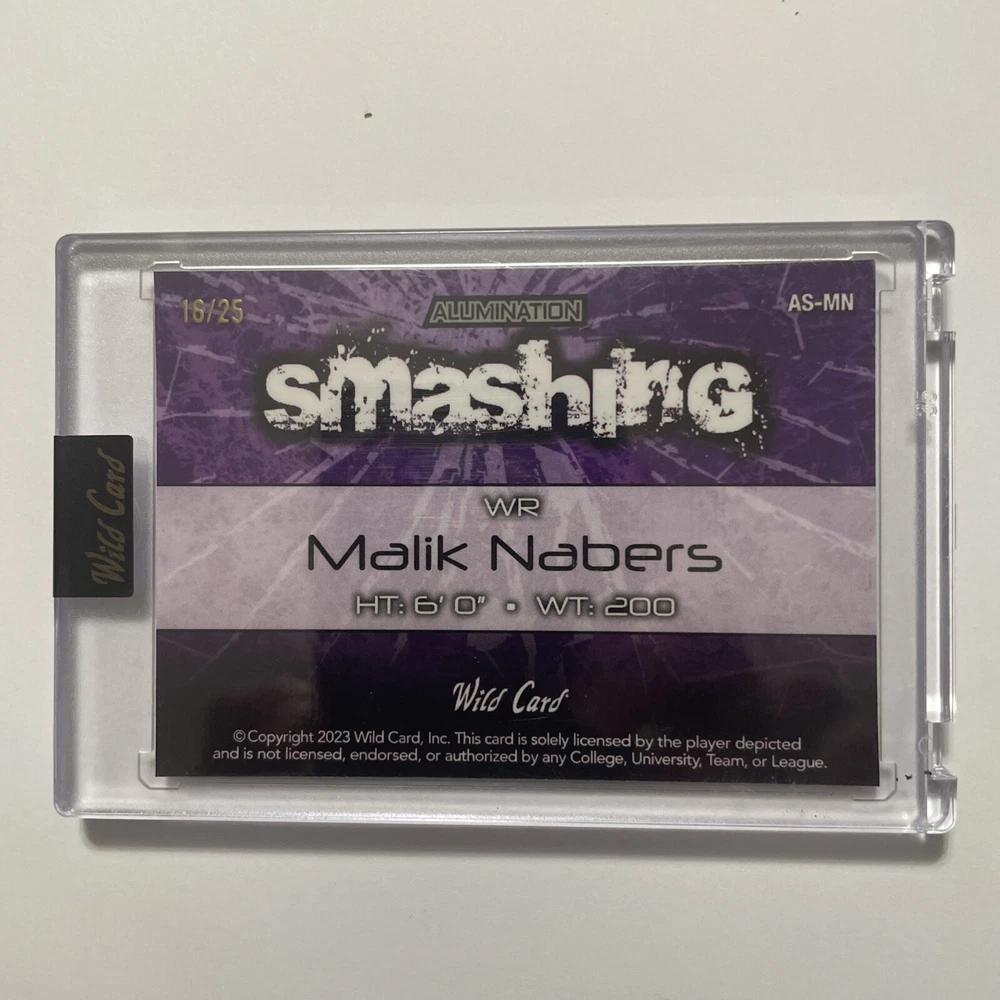 16/25
ALUMINATION
AS-MN
smashinG
WR
Malik Nabers
HT: 6' 0" • WT: 200
Wild Card
Wild Card
© Copyright 2023 Wild Card, Inc. This card is solely licensed by the player depicted
and is not licensed, endorsed, or authorized by any College, University, Team, or League.